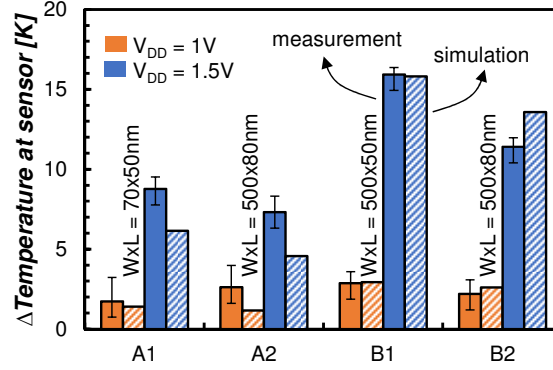 20
15
10
5
0
ΔTemperature at sensor [K]
V_DD = 1V
V_DD = 1.5V
measurement
simulation
WxL = 70x50nm
WxL = 500x80nm
WxL = 500x50nm
WxL = 500x80nm
A1 A2 B1 B2